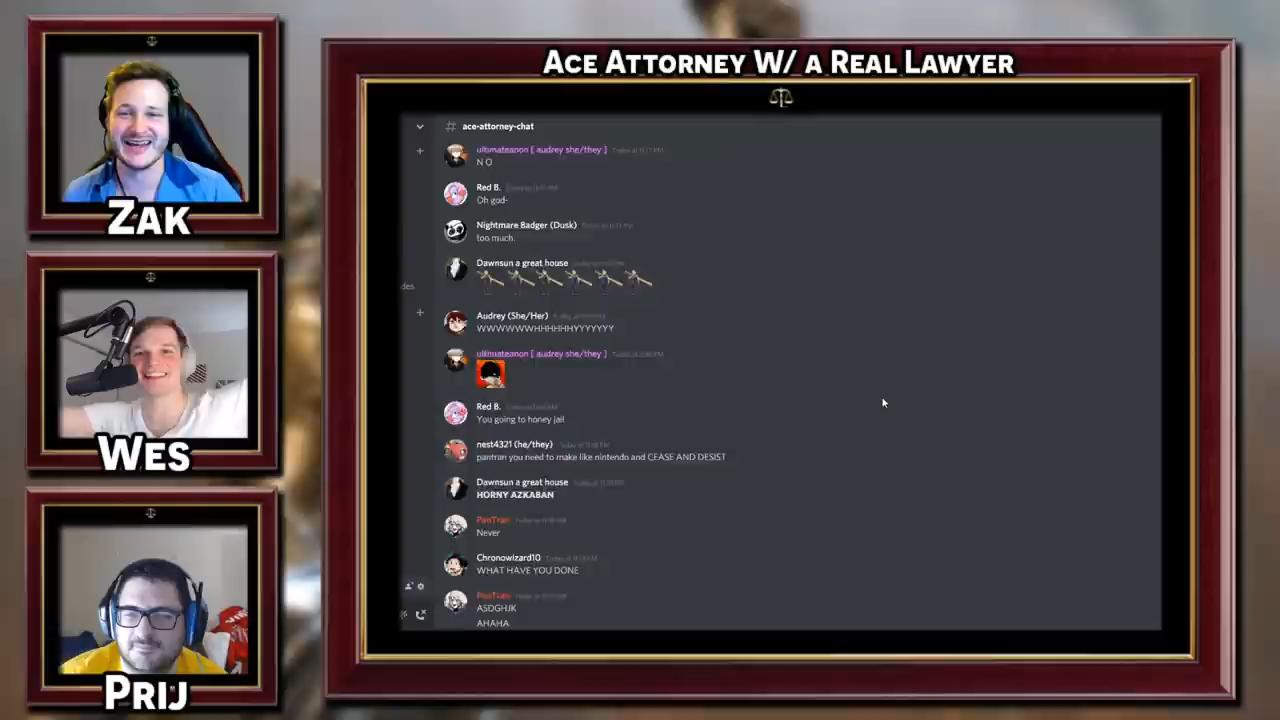 Ace Attorney W/ a Real Lawyer
Zak
Wes
Prij
# ace-attorney-chat
ultimateanon [ audrey she/they ]
N O
Red B.
Oh god-
Nightmare Badger (Dusk)
too much.
Dawnsun a great house
des
Audrey (She/Her)
WWWWWWHHHHHHYYYYYYY
ultimateanon [ audrey she/they ]
Red B.
You going to honey jail
nest4321 (he/they)
pantran you need to make like nintendo and CEASE AND DESIST
Dawnsun a great house
HORNY AZKABAN
PanTran
Never
Chronowizard10
WHAT HAVE YOU DONE
PanTran
ASDGHJK
AHAHA